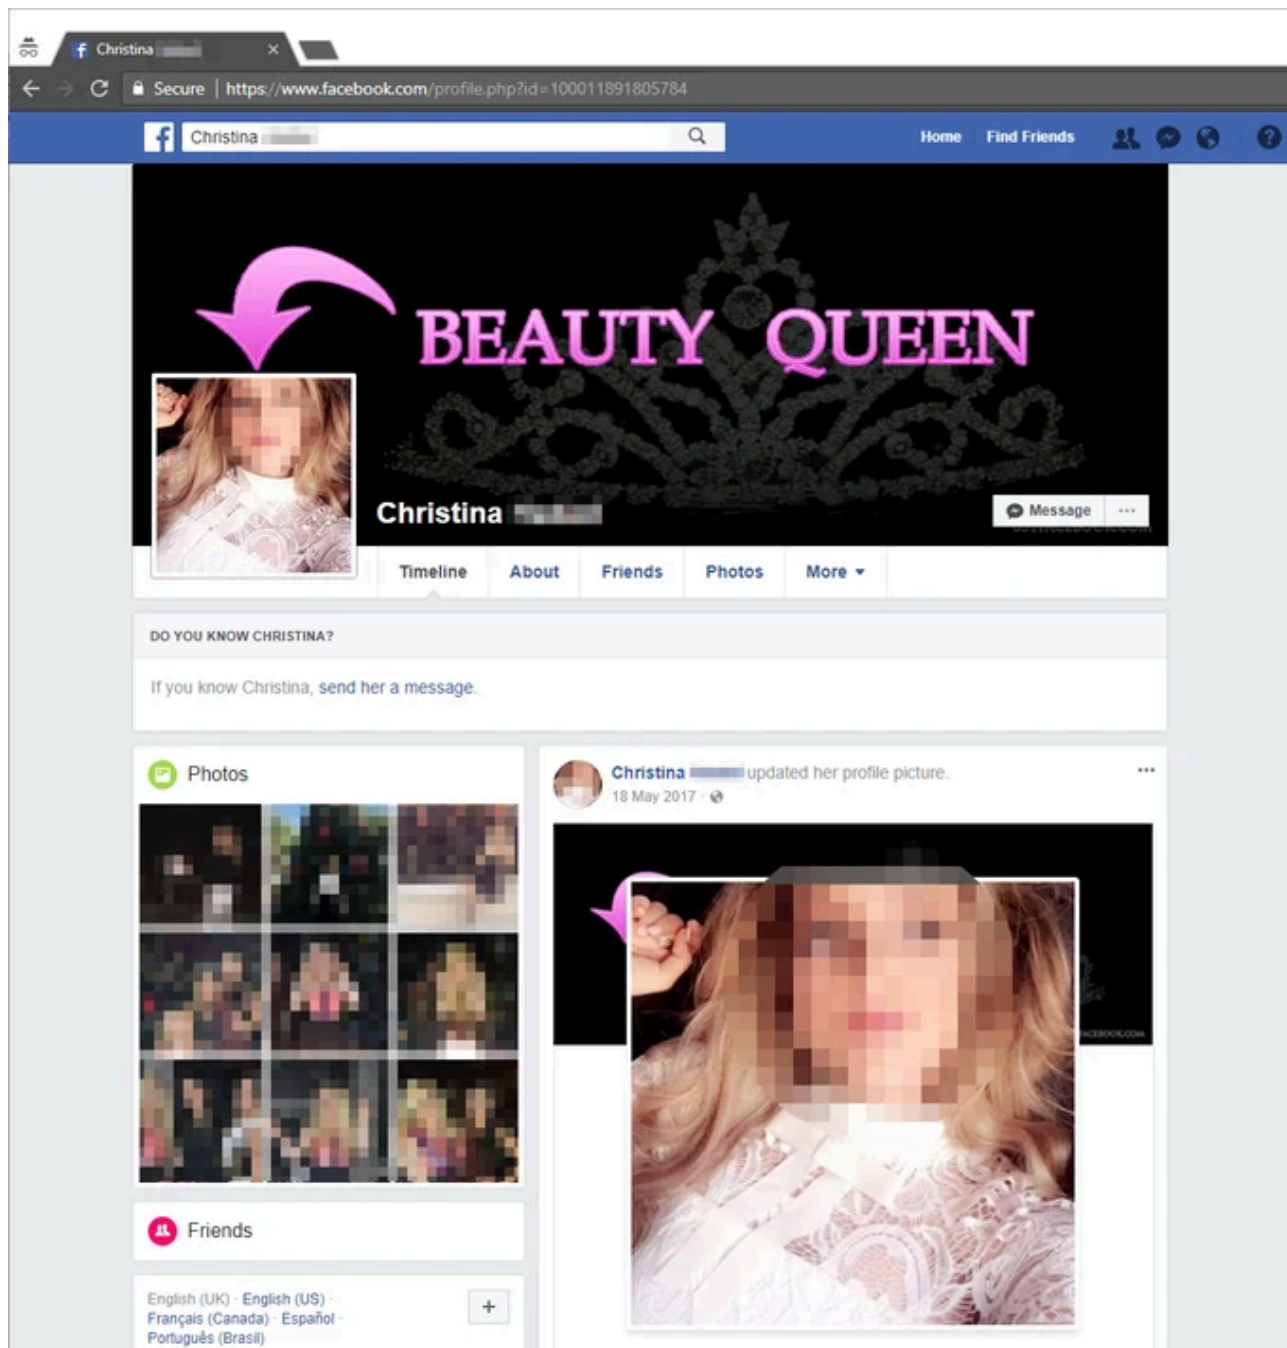 Christina
Secure | https://www.facebook.com/profile.php?id=100011891805784
Christina
Home Find Friends
BEAUTY QUEEN
Christina
Message
Timeline About Friends Photos More
DO YOU KNOW CHRISTINA?
If you know Christina, send her a message.
Photos
Christina updated her profile picture.
18 May 2017
FACEBOOK.COM
Friends
English (UK) · English (US) ·
Français (Canada) · Español ·
Português (Brasil)